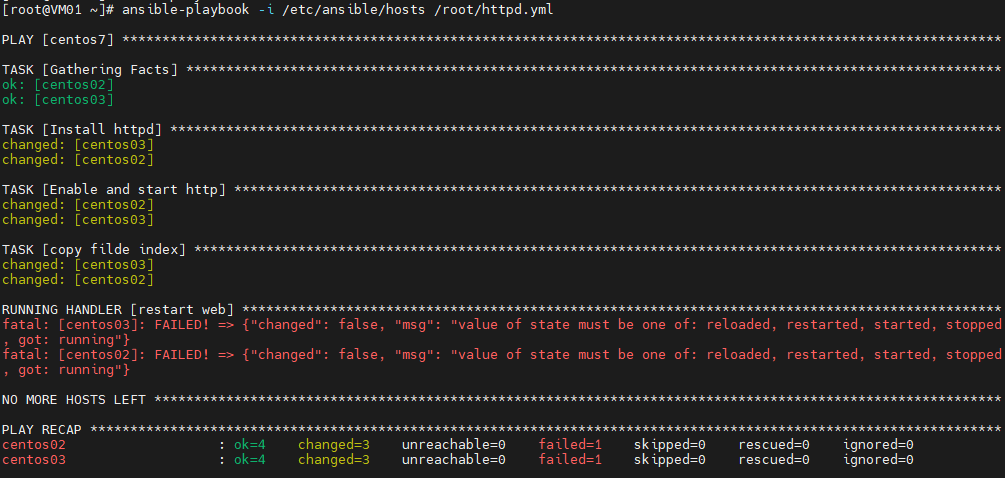 [root@VM01 ~]# ansible-playbook -i /etc/ansible/hosts /root/httpd.yml
PLAY [centos7] **************************************************************************************************************
TASK [Gathering Facts] ******************************************************************************************************
ok: [centos02]
ok: [centos03]
TASK [Install httpd] ********************************************************************************************************
changed: [centos03]
changed: [centos02]
TASK [Enable and start http] ************************************************************************************************
changed: [centos02]
changed: [centos03]
TASK [copy filde index] *****************************************************************************************************
changed: [centos03]
changed: [centos02]
RUNNING HANDLER [restart web] ***********************************************************************************************
fatal: [centos03]: FAILED! => {"changed": false, "msg": "value of state must be one of: reloaded, restarted, started, stopped
, got: running"}
fatal: [centos02]: FAILED! => {"changed": false, "msg": "value of state must be one of: reloaded, restarted, started, stopped
, got: running"}
NO MORE HOSTS LEFT **********************************************************************************************************
PLAY RECAP ******************************************************************************************************************
centos02                   : ok=4    changed=3    unreachable=0    failed=1    skipped=0    rescued=0    ignored=0
centos03                   : ok=4    changed=3    unreachable=0    failed=1    skipped=0    rescued=0    ignored=0